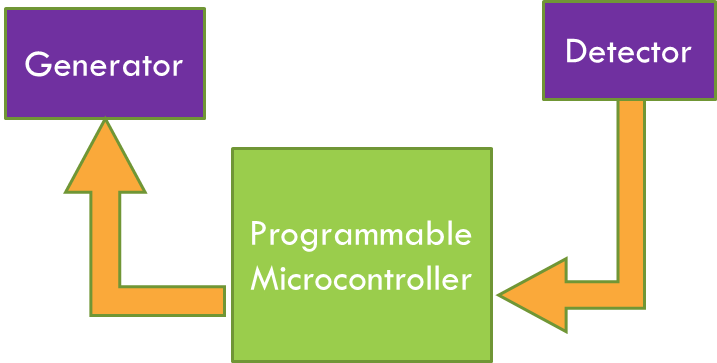 Generator
Detector
Programmable
Microcontroller